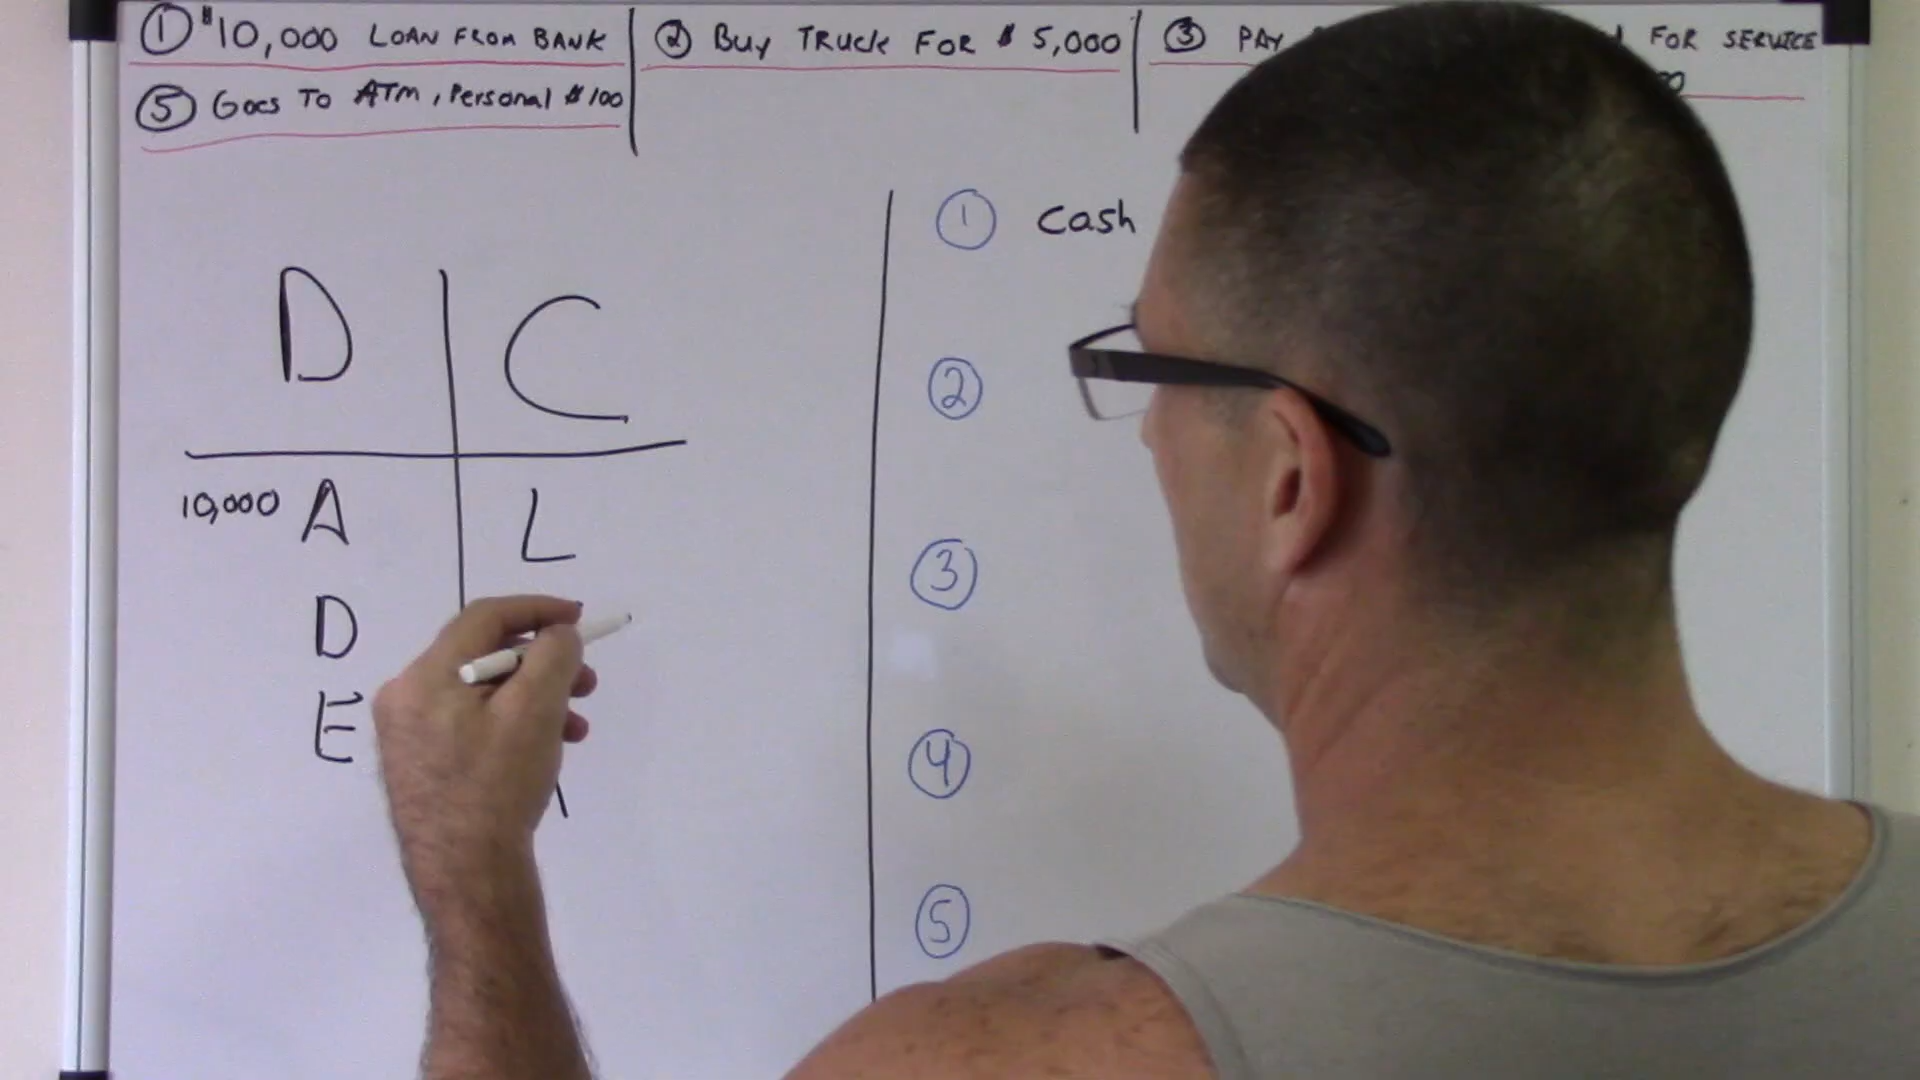 ① $10,000 LOAN FROM BANK
② Buy TRUCK FOR $ 5,000
③ PAY FOR SERVICE
⑤ Goes To ATM, Personal $100
D C
10,000 A L
D
E
① Cash
②
③
④
⑤